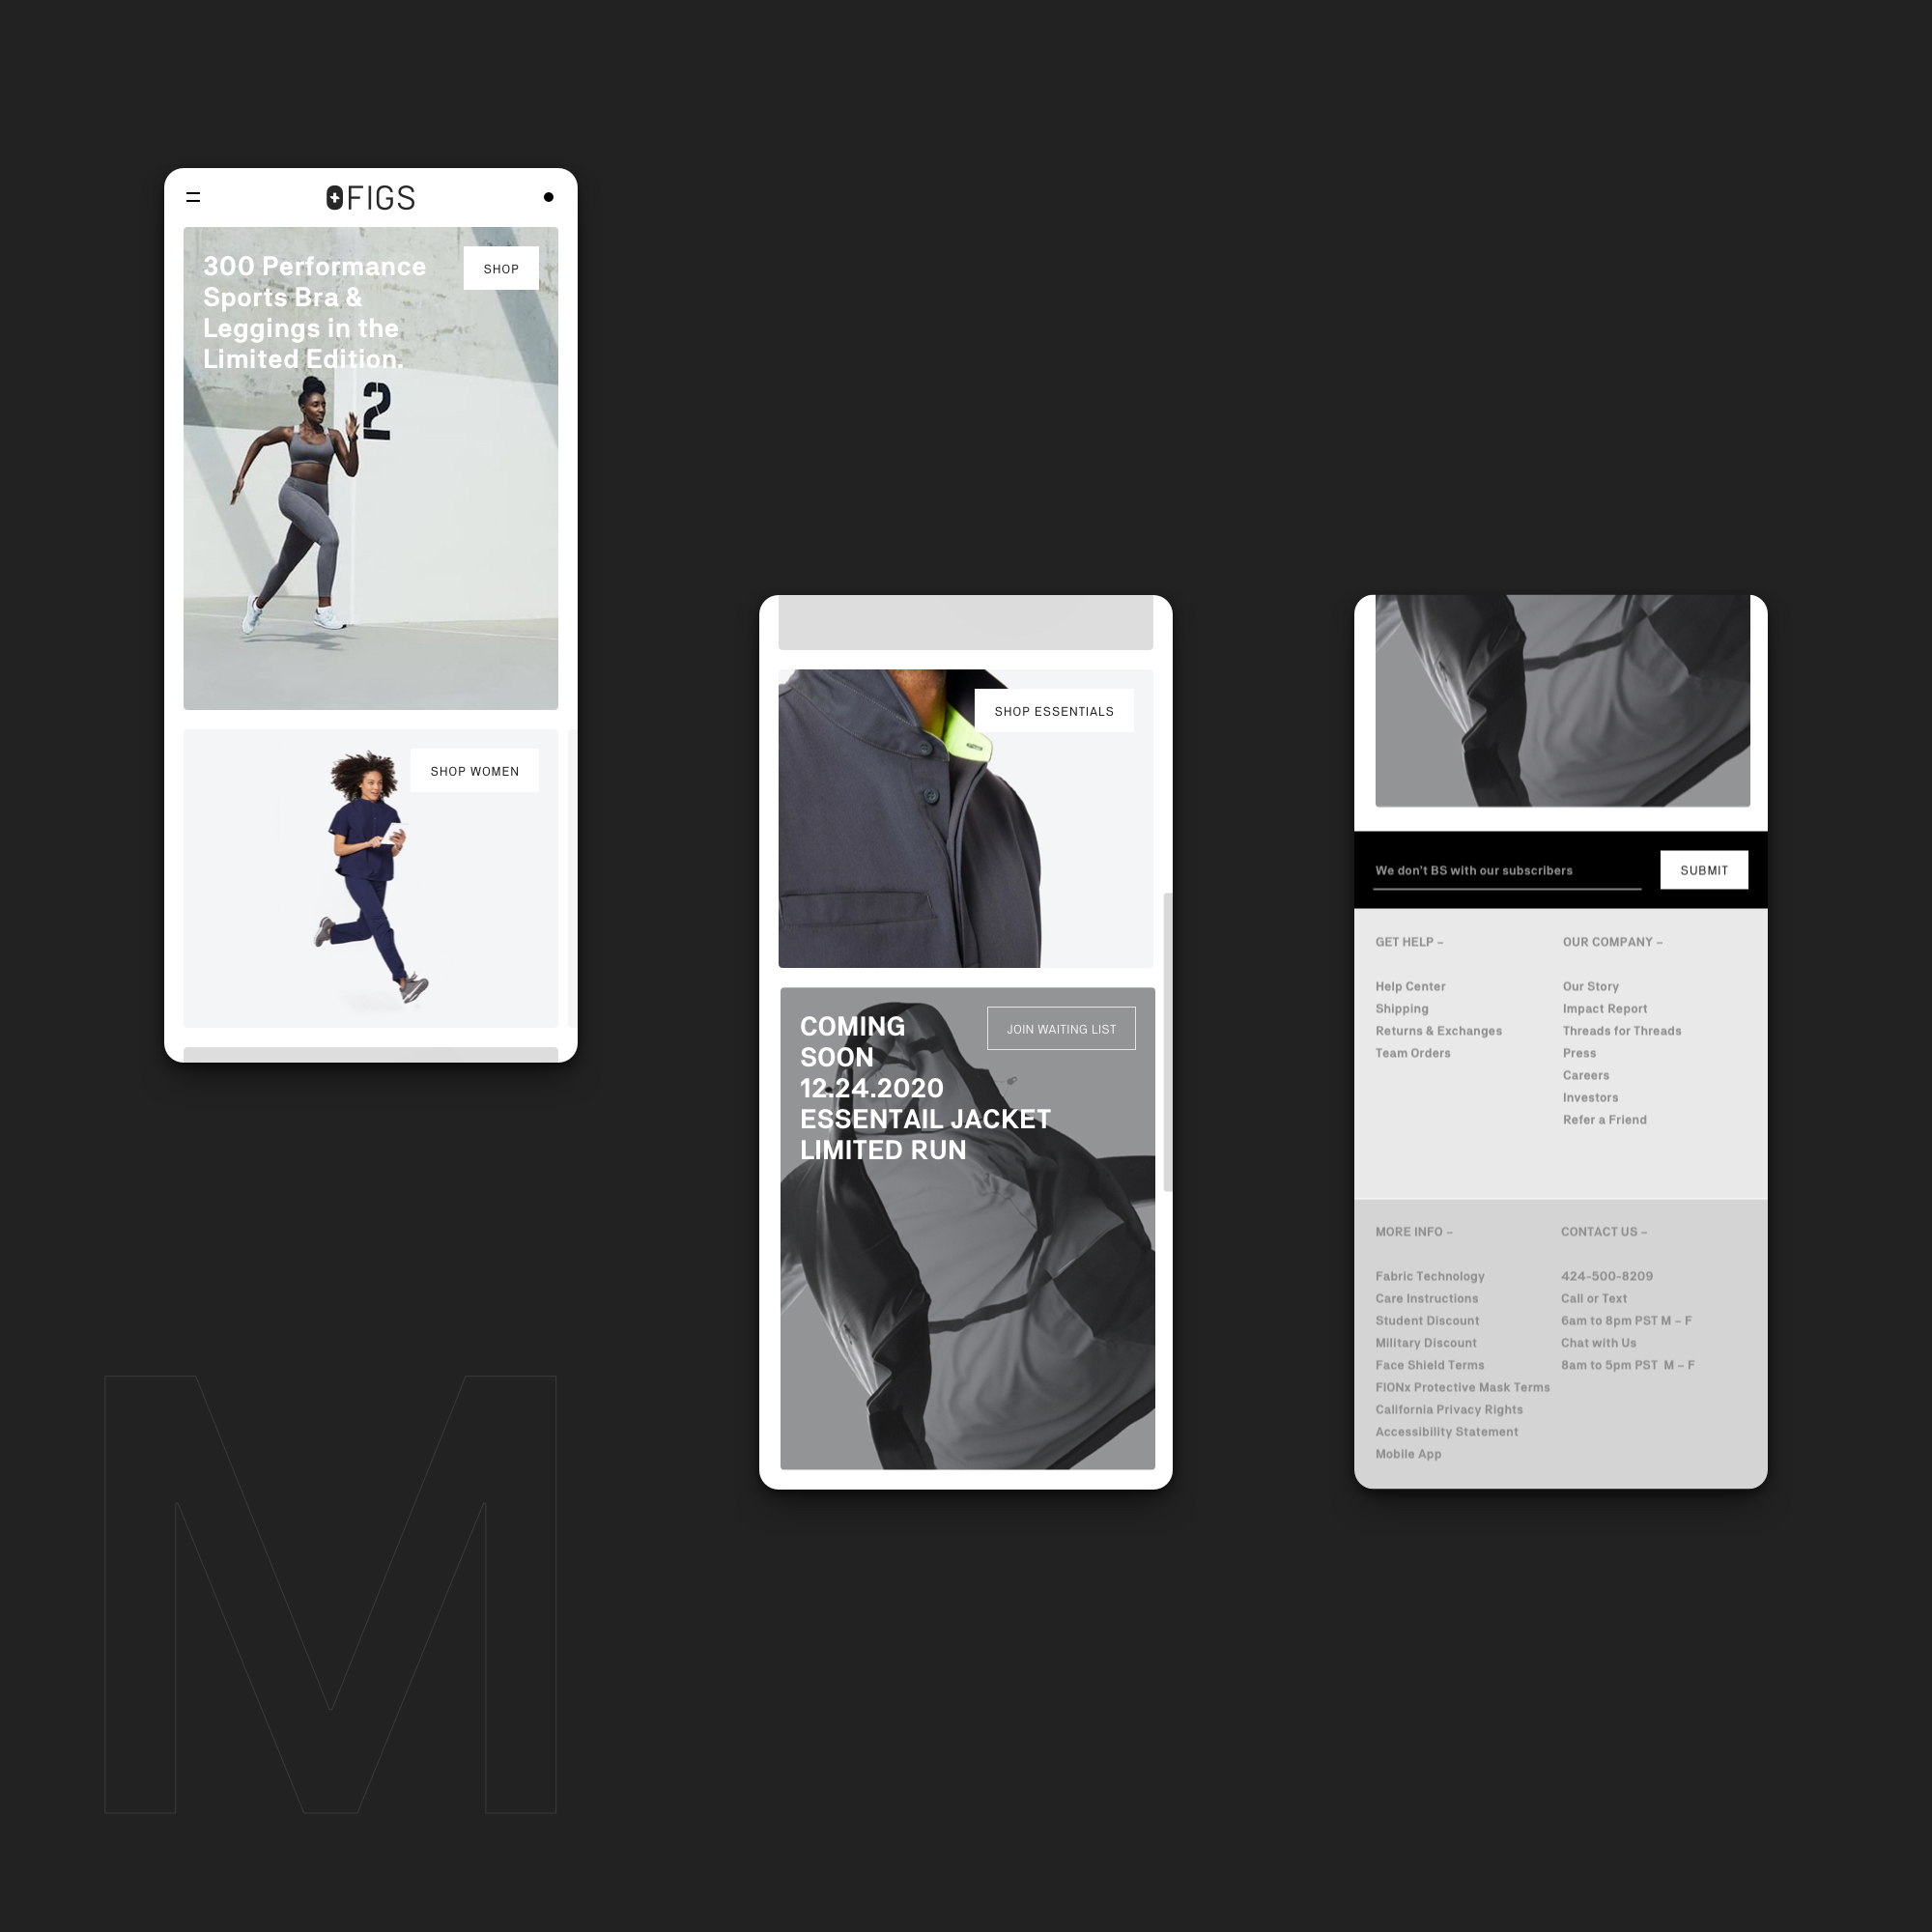 FIGS
300 Performance
Sports Bra &
Leggings in the
Limited Edition.
SHOP
2
SHOP WOMEN
SHOP ESSENTIALS
COMING
SOON
12.24.2020
ESSENTAIL JACKET
LIMITED RUN
JOIN WAITING LIST
We don't BS with our subscribers
SUBMIT
GET HELP –
Help Center
Shipping
Returns & Exchanges
Team Orders
OUR COMPANY –
Our Story
Impact Report
Threads for Threads
Press
Careers
Investors
Refer a Friend
MORE INFO –
Fabric Technology
Care Instructions
Student Discount
Military Discount
Face Shield Terms
FIONx Protective Mask Terms
California Privacy Rights
Accessibility Statement
Mobile App
CONTACT US –
424-500-8209
Call or Text
6am to 8pm PST M – F
Chat with Us
8am to 5pm PST M – F
M